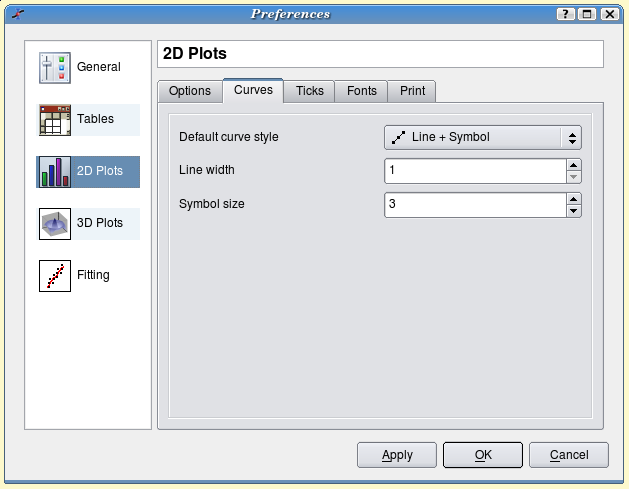 Preferences
?
General
Tables
2D Plots
3D Plots
Fitting
2D Plots
Options Curves Ticks Fonts Print
Default curve style Line + Symbol
Line width 1
Symbol size 3
Apply OK Cancel